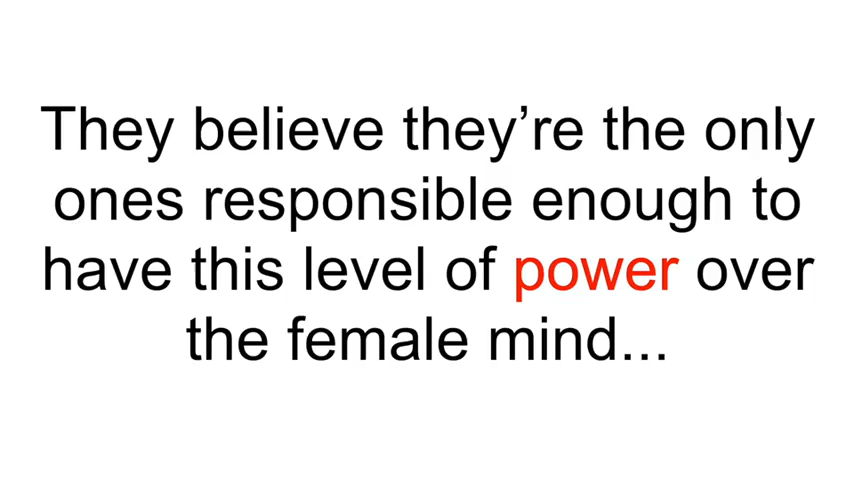 They believe they’re the only
ones responsible enough to
have this level of power over
the female mind...